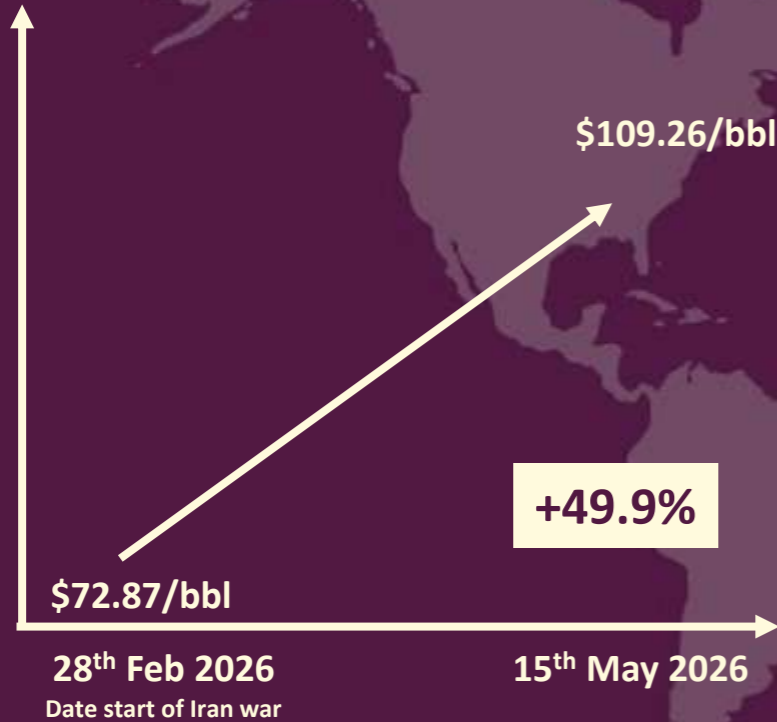 $109.26/bbl
+49.9%
$72.87/bbl
28th Feb 2026
15th May 2026
Date start of Iran war